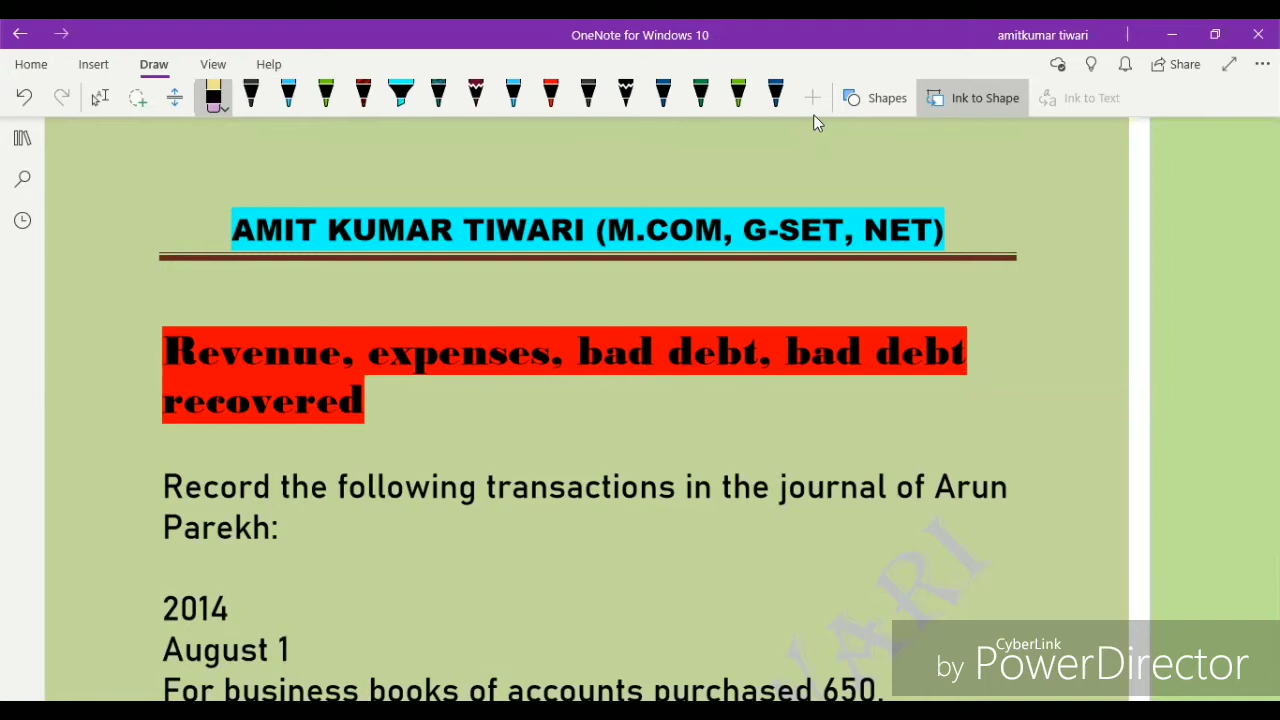 OneNote for Windows 10
amitkumar tiwari
Home Insert Draw View Help
Share
Shapes
Ink to Shape
Ink to Text
AMIT KUMAR TIWARI (M.COM, G-SET, NET)
Revenue, expenses, bad debt, bad debt
recovered
Record the following transactions in the journal of Arun
Parekh:
2014
August 1
For business books of accounts purchased 650.
WARI
CyberLink
by PowerDirector